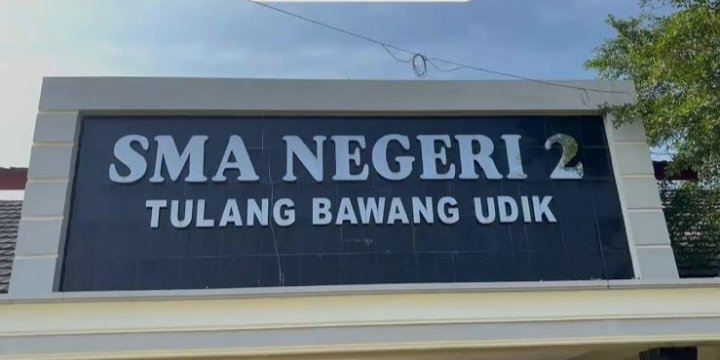 SMA NEGERI 2
TULANG BAWANG UDIK